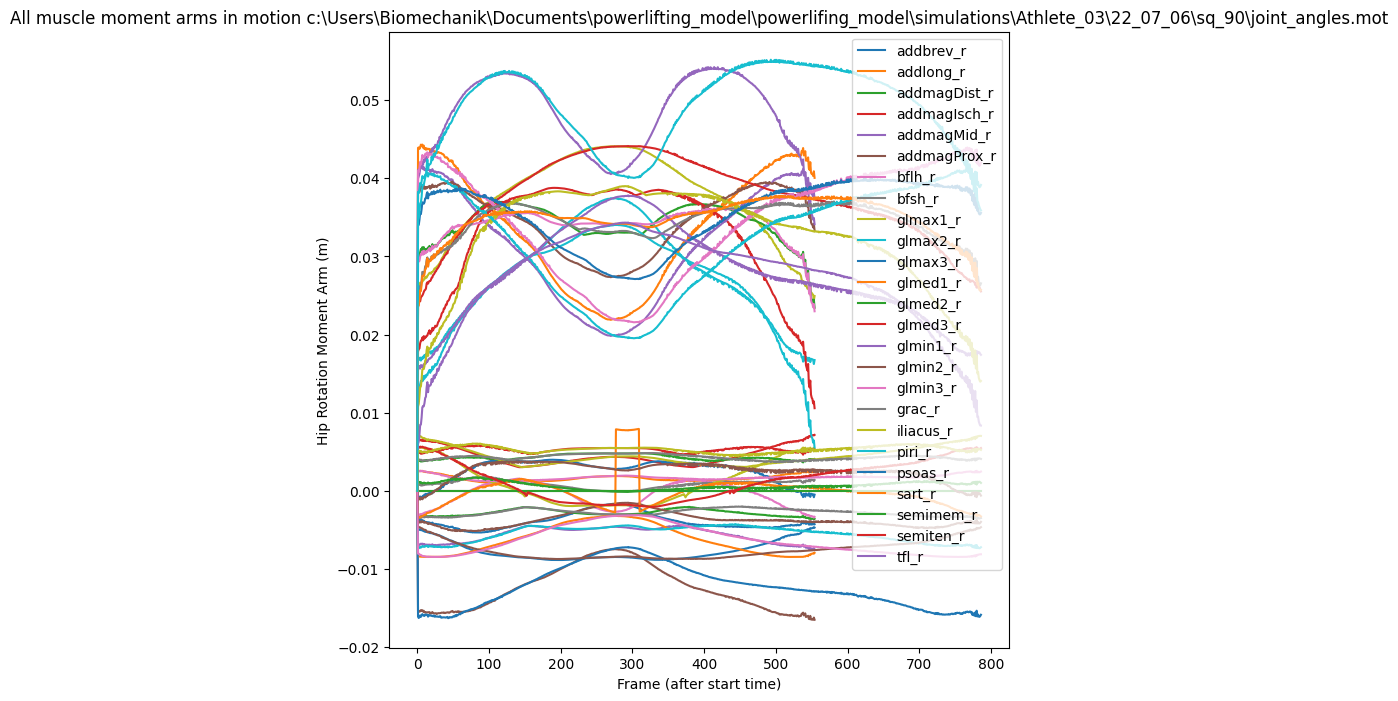 All muscle moment arms in motion c:\Users\Biomechanik\Documents\powerlifting_model\powerlifing_model\simulations\Athlete_03\22_07_06\sq_90\joint_angles.mot
Hip Rotation Moment Arm (m)
0.05
0.04
0.03
0.02
0.01
0.00
−0.01
−0.02
0 100 200 300 400 500 600 700 800
Frame (after start time)
addbrev_r
addlong_r
addmagDist_r
addmagIsch_r
addmagMid_r
addmagProx_r
bflh_r
bfsh_r
glmax1_r
glmax2_r
glmax3_r
glmed1_r
glmed2_r
glmed3_r
glmin1_r
glmin2_r
glmin3_r
grac_r
iliacus_r
piri_r
psoas_r
sart_r
semimem_r
semiten_r
tfl_r